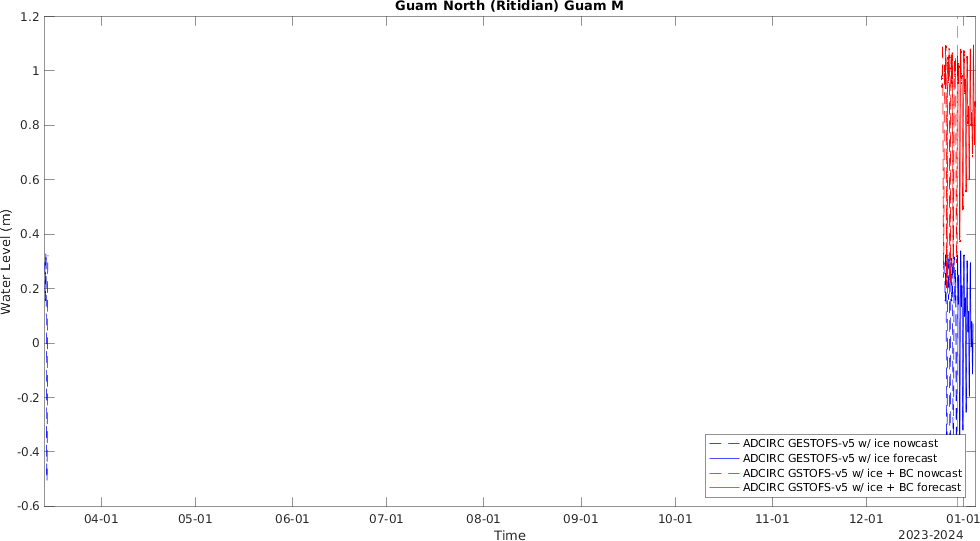 Guam North (Ritidian) Guam M
1.2
1
0.8
0.6
0.4
0.2
0
-0.2
-0.4
-0.6
Water Level (m)
ADCIRC GESTOFS-v5 w/ ice nowcast
ADCIRC GESTOFS-v5 w/ ice forecast
ADCIRC GSTOFS-v5 w/ ice + BC nowcast
ADCIRC GSTOFS-v5 w/ ice + BC forecast
04-01 05-01 06-01 07-01 08-01 09-01 10-01 11-01 12-01 01-01
Time
2023-2024